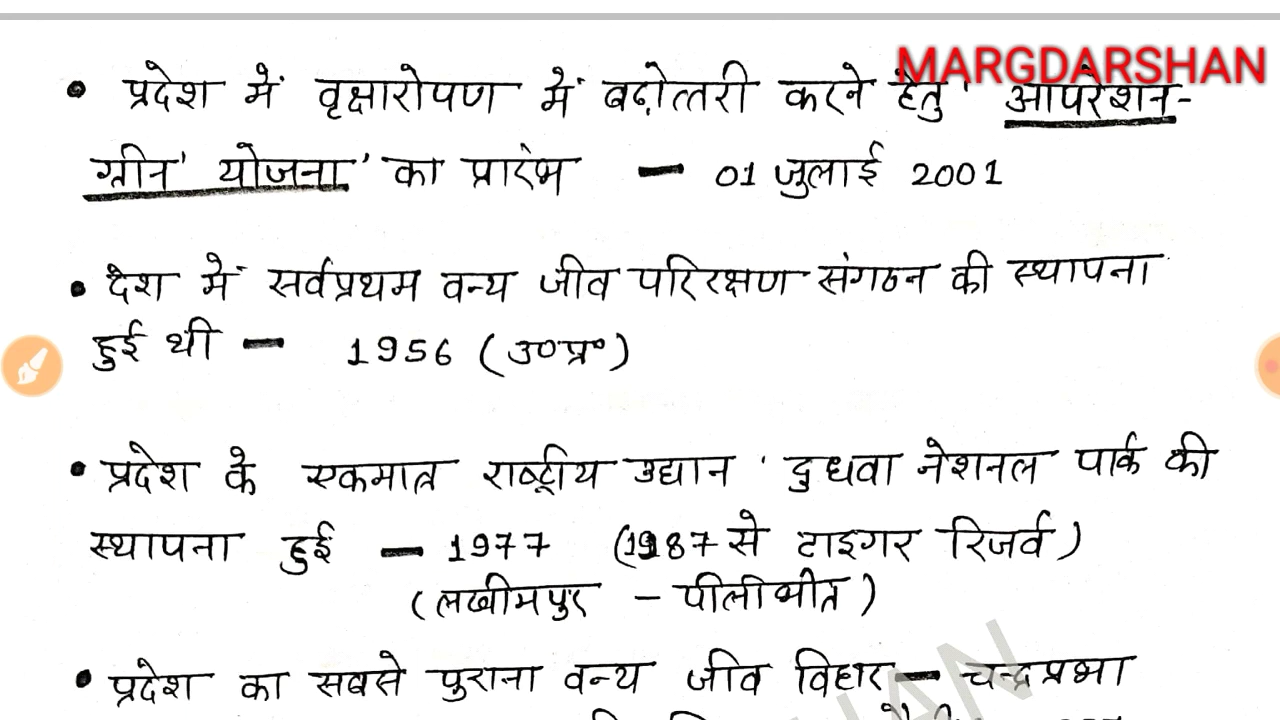 MARGDARSHAN
• प्रदेश में वृक्षारोपण में बढ़ोत्तरी करने हेतु 'आपरेशन-
ग्रीन' योजना' का प्रारंभ - 01 जुलाई 2001
• देश में सर्वप्रथम वन्य जीव परिरक्षण संगठन की स्थापना
हुई थी - 1956 (उ०प्र०)
• प्रदेश के एकमात्र राष्ट्रीय उद्यान ' दुधवा नेशनल पार्क की
स्थापना हुई - 1977 (1987 से टाइगर रिजर्व)
(लखीमपुर - पीलीभीत)
• प्रदेश का सबसे पुराना वन्य जीव विहार - चन्द्रप्रभा